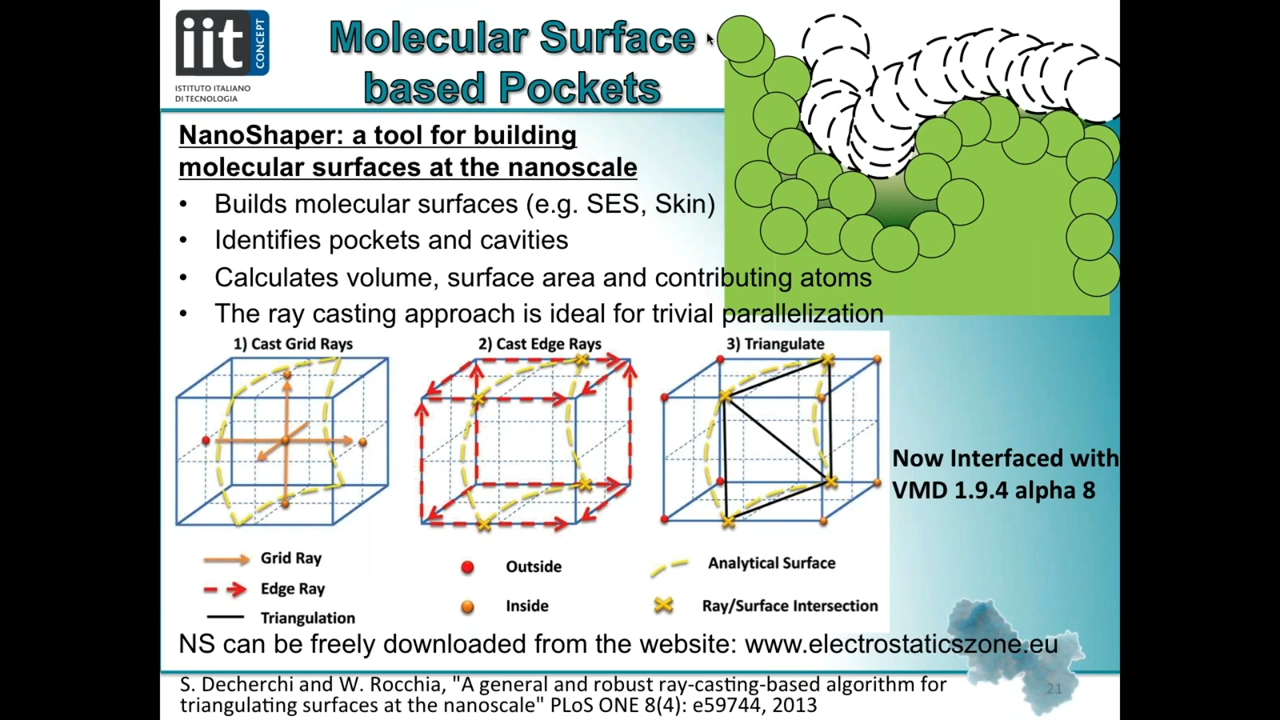 iit
CONCEPT
ISTITUTO ITALIANO
DI TECNOLOGIA
Molecular Surface
based Pockets
NanoShaper: a tool for building
molecular surfaces at the nanoscale
• Builds molecular surfaces (e.g. SES, Skin)
• Identifies pockets and cavities
• Calculates volume, surface area and contributing atoms
• The ray casting approach is ideal for trivial parallelization
1) Cast Grid Rays
2) Cast Edge Rays
3) Triangulate
Now Interfaced with
VMD 1.9.4 alpha 8
Grid Ray
Edge Ray
Triangulation
Outside
Inside
Analytical Surface
Ray/Surface Intersection
NS can be freely downloaded from the website: www.electrostaticszone.eu
S. Decherchi and W. Rocchia, "A general and robust ray-casting-based algorithm for
triangulating surfaces at the nanoscale" PLoS ONE 8(4): e59744, 2013
21